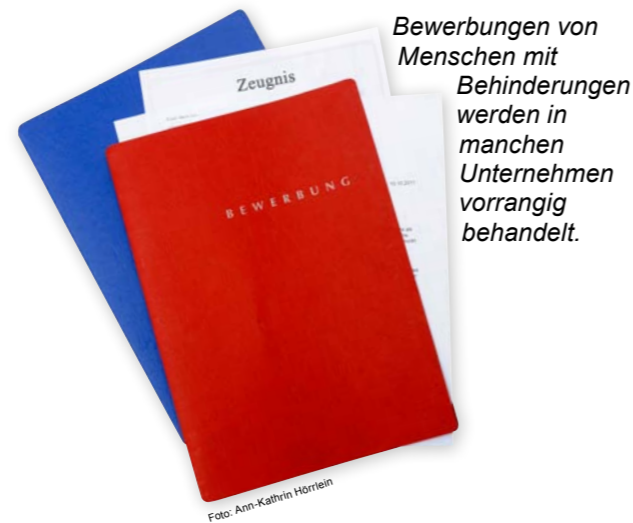 Bewerbungen von
Menschen mit
Behinderungen
werden in
manchen
Unternehmen
vorrangig
behandelt.
Zeugnis
BEWERBUNG
Foto: Ann-Kathrin Hörrlein